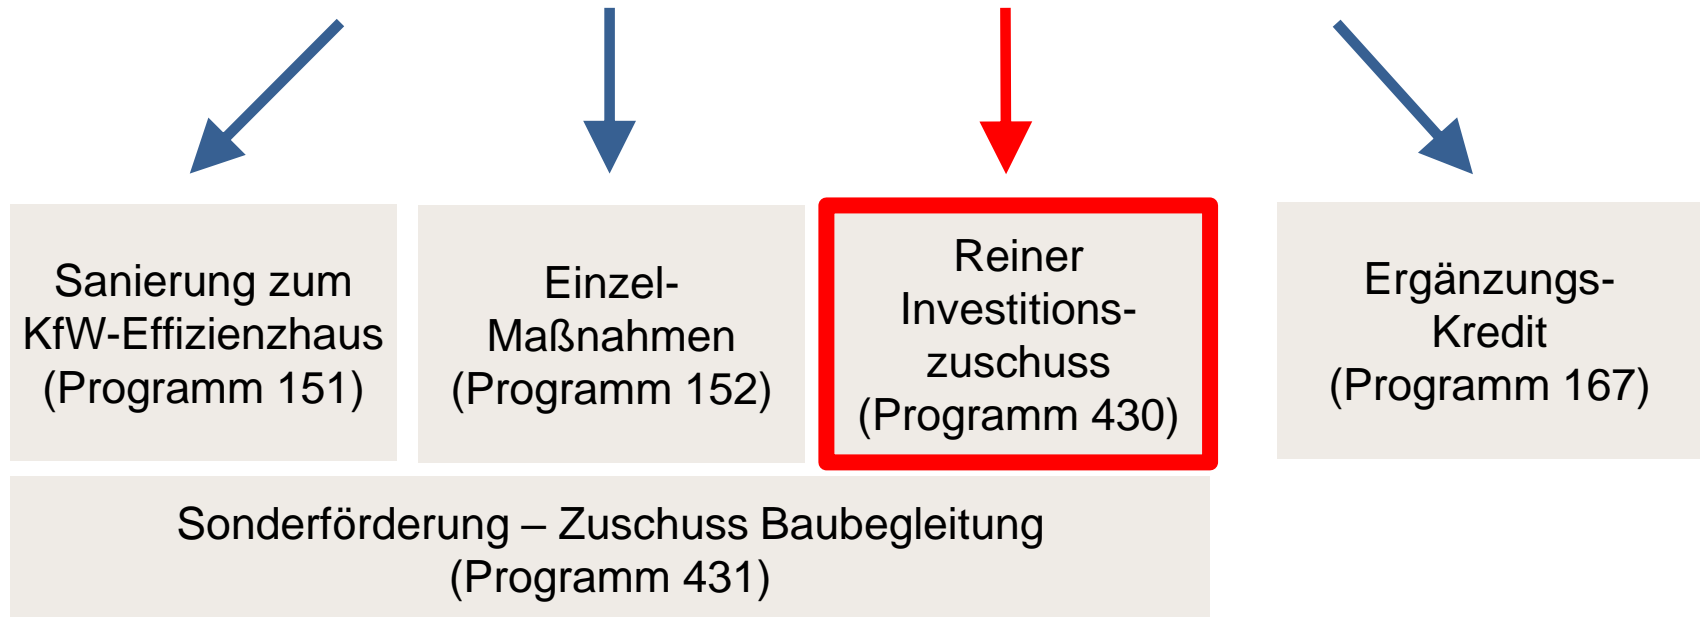 Sanierung zum
KfW-Effizienzhaus
(Programm 151)
Einzel-
Maßnahmen
(Programm 152)
Reiner
Investitions-
zuschuss
(Programm 430)
Ergänzungs-
Kredit
(Programm 167)
Sonderförderung – Zuschuss Baubegleitung
(Programm 431)